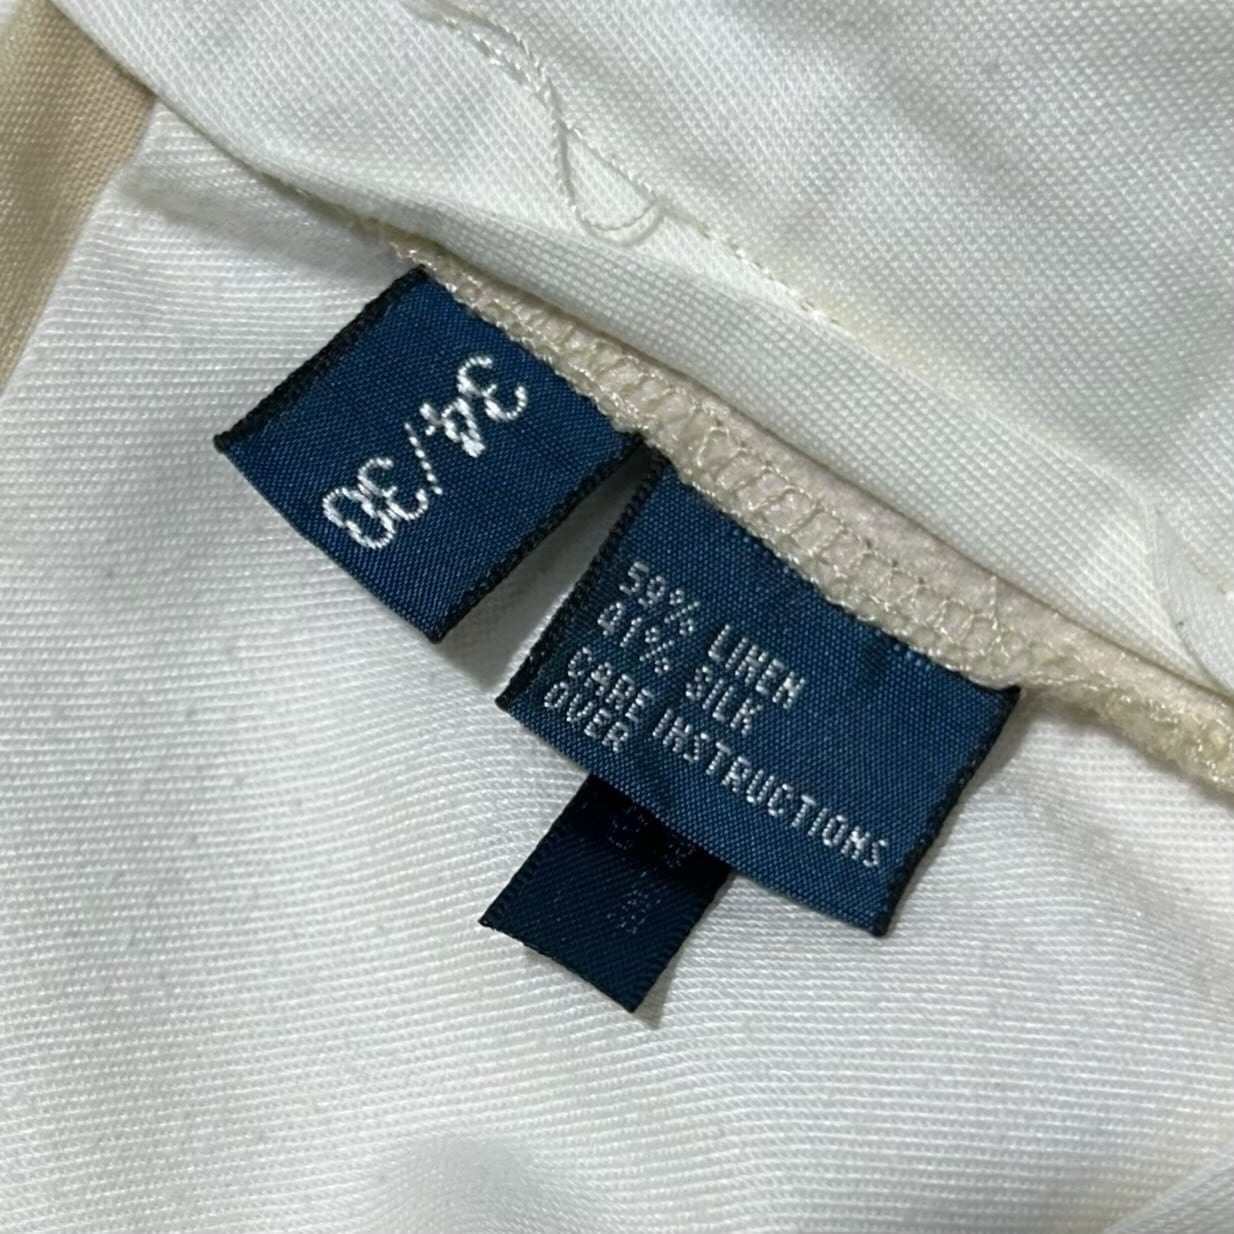 34/30
59% LINEN
41% SILK
CARE INSTRUCTIONS
OVER